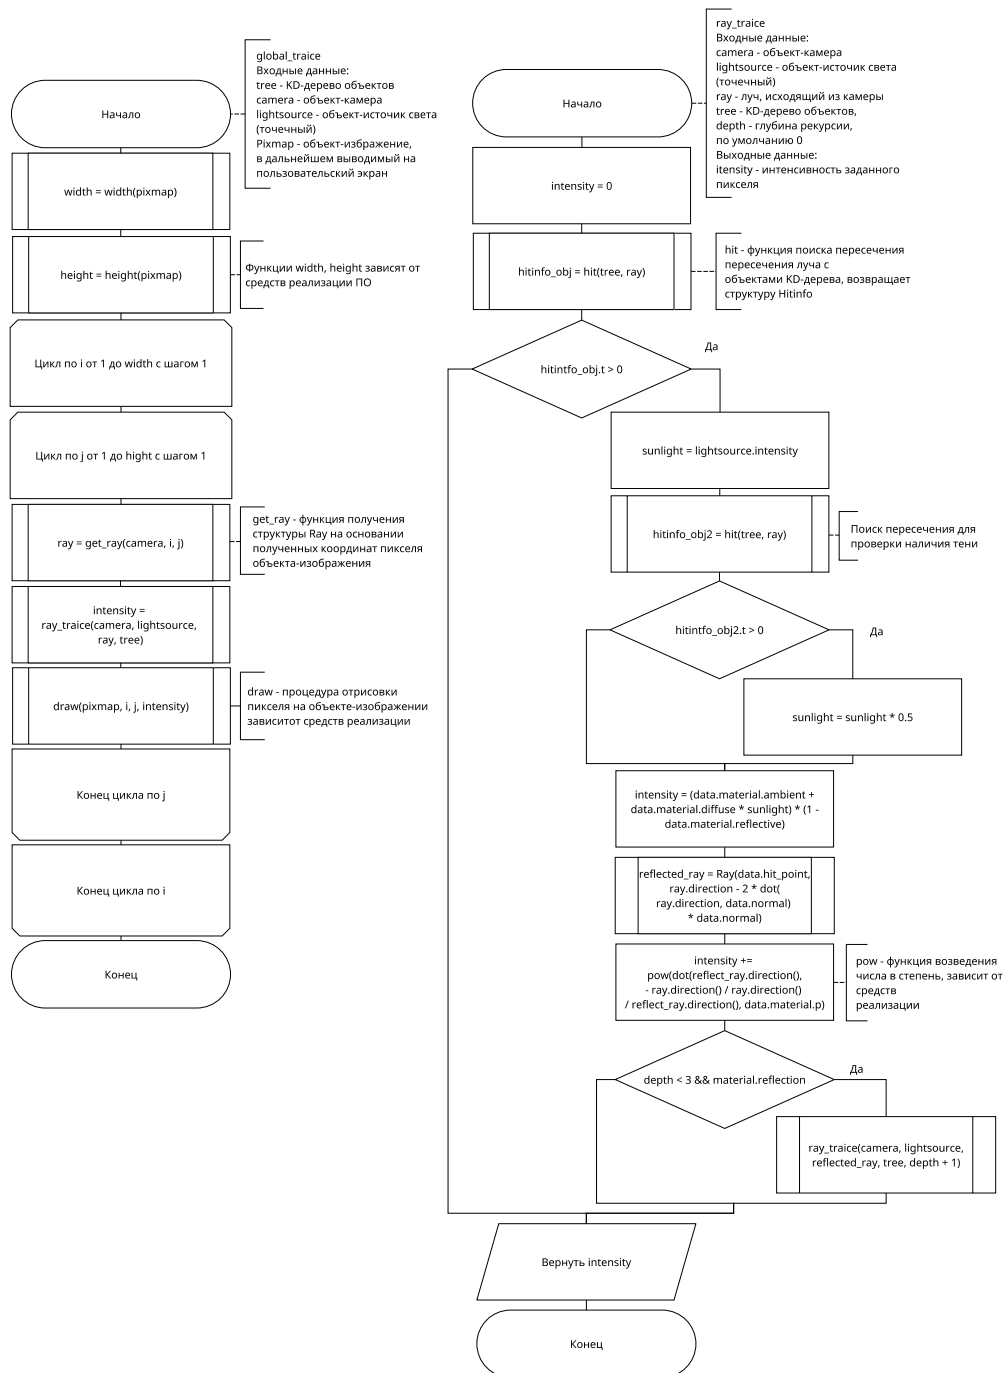 global_traice
Входные данные:
tree - KD-дерево объектов
camera - объект-камера
lightsource - объект-источик света
(точечный)
Pixmap - объект-избражение,
в дальнейшем выводимый на
пользовательский экран
Начало
width = width(pixmap)
height = height(pixmap)
Функции width, height зависят от
средств реализации ПО
Цикл по i от 1 до width с шагом 1
Цикл по j от 1 до hight с шагом 1
ray = get_ray(camera, i, j)
get_ray - функция получения
структуры Ray на основании
полученных координат пикселя
объекта-изображения
intensity =
ray_traice(camera, lightsource,
ray, tree)
draw(pixmap, i, j, intensity)
draw - процедура отрисовки
пикселя на объекте-изображении
зависитот средств реализации
Конец цикла по j
Конец цикла по i
Конец
ray_traice
Входные данные:
camera - объект-камера
lightsource - объект-источик света
(точечный)
ray - луч, исходящий из камеры
tree - KD-дерево объектов,
depth - глубина рекурсии,
по умолчанию 0
Выходные данные:
itensity - интенсивность заданного
пикселя
Начало
intensity = 0
hitinfo_obj = hit(tree, ray)
hit - функция поиска пересечения
пересечения луча с
объектами KD-дерева, возвращает
структуру Hitinfo
hitintfo_obj.t > 0
Да
sunlight = lightsource.intensity
hitinfo_obj2 = hit(tree, ray)
Поиск пересечения для
проверки наличия тени
hitintfo_obj2.t > 0
Да
sunlight = sunlight * 0.5
intensity = (data.material.ambient +
data.material.diffuse * sunlight) * (1 -
data.material.reflective)
reflected_ray = Ray(data.hit_point,
ray.direction - 2 * dot(
ray.direction, data.normal)
* data.normal)
intensity +=
pow(dot(reflect_ray.direction(),
- ray.direction() / ray.direction()
/ reflect_ray.direction(), data.material.p)
pow - функция возведения
числа в степень, зависит от
средств
реализации
depth < 3 && material.reflection
Да
ray_traice(camera, lightsource,
reflected_ray, tree, depth + 1)
Вернуть intensity
Конец